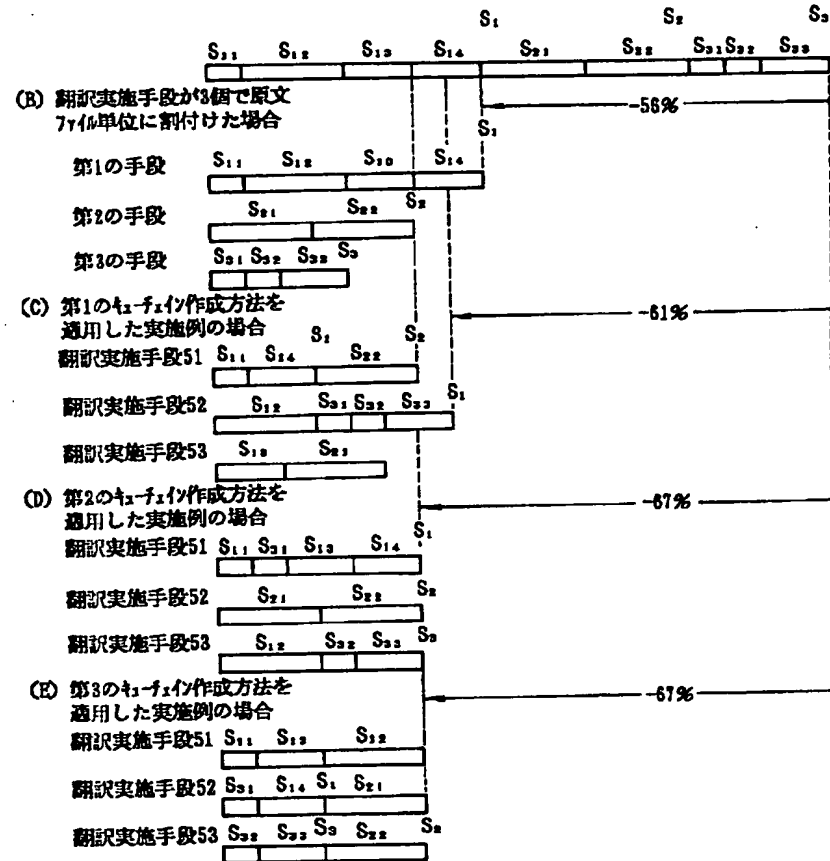 S₁ S₂ S₃
S₁₁ S₁₂ S₁₃ S₁₄ S₂₁ S₂₂ S₃₁ S₃₂ S₃₃
(B) 翻訳実施手段が3個で原文
ファイル単位に割付けた場合
-56%
S₁
第1の手段 S₁₁ S₁₂ S₁₃ S₁₄
第2の手段 S₂₁ S₂₂ S₂
第3の手段 S₃₁ S₃₂ S₃₃ S₃
(C) 第1のキューチェイン作成方法を
適用した実施例の場合
-61%
S₁ S₂
翻訳実施手段51 S₁₁ S₁₄ S₂₂
翻訳実施手段52 S₁₂ S₃₁ S₃₂ S₃₃ S₁
翻訳実施手段53 S₁₃ S₂₁
(D) 第2のキューチェイン作成方法を
適用した実施例の場合
-67%
翻訳実施手段51 S₁₁ S₃₁ S₁₃ S₁₄ S₁
翻訳実施手段52 S₂₁ S₂₂ S₂
翻訳実施手段53 S₁₂ S₃₂ S₃₃ S₃
(E) 第3のキューチェイン作成方法を
適用した実施例の場合
-67%
翻訳実施手段51 S₁₁ S₁₃ S₁₂
翻訳実施手段52 S₃₁ S₁₄ S₁ S₂₁
翻訳実施手段53 S₃₂ S₃₃ S₃ S₂₂ S₂